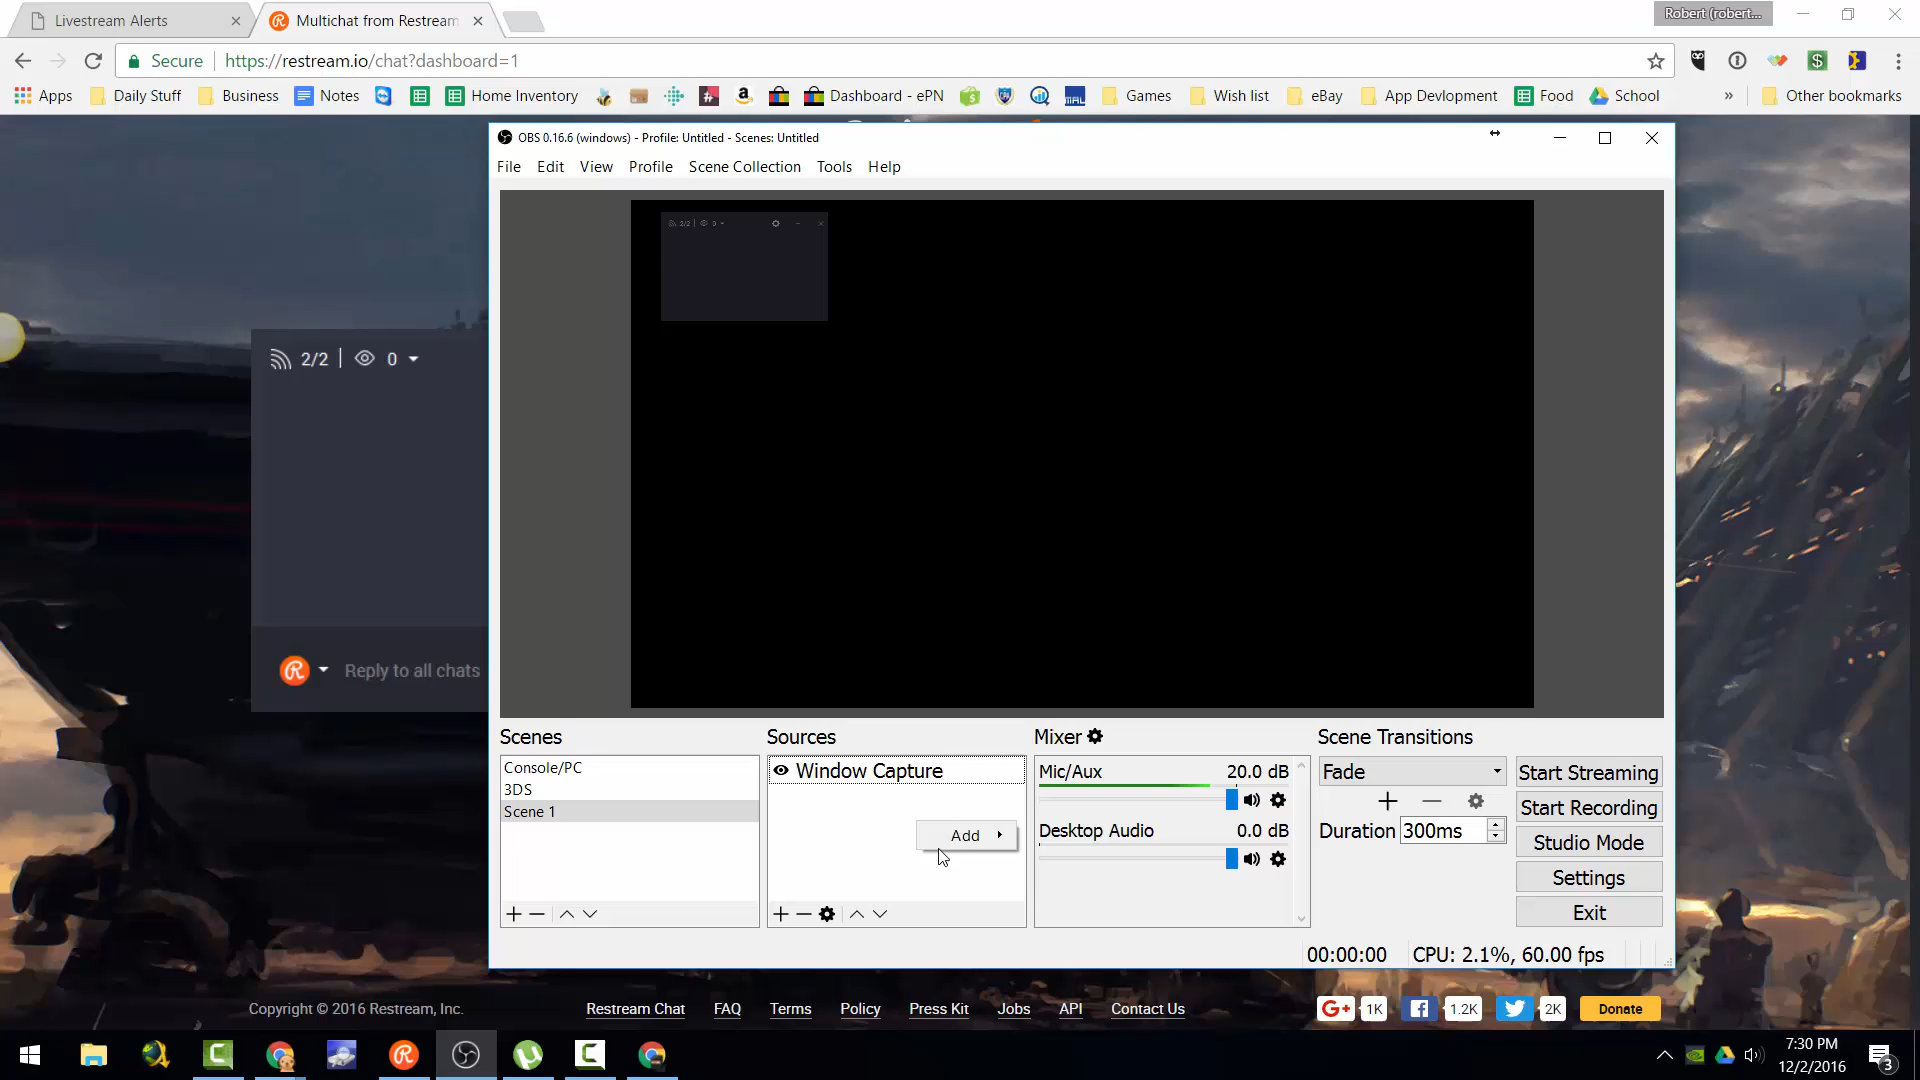 Livestream Alerts
Multichat from Restream
Robert (robert...
Secure
https://restream.io/chat?dashboard=1
Apps
Daily Stuff
Business
Notes
Home Inventory
Dashboard - ePN
MAL
Games
Wish list
eBay
App Devlopment
Food
School
»
Other bookmarks
OBS 0.16.6 (windows) - Profile: Untitled - Scenes: Untitled
File Edit View Profile Scene Collection Tools Help
2/2 | 0
2/2 | 0
Reply to all chats
Scenes
Console/PC
3DS
Scene 1
Sources
Window Capture
Add
Mixer
Mic/Aux 20.0 dB
Desktop Audio 0.0 dB
Scene Transitions
Fade
Duration 300ms
Start Streaming
Start Recording
Studio Mode
Settings
Exit
00:00:00
CPU: 2.1%, 60.00 fps
Copyright © 2016 Restream, Inc.
Restream Chat FAQ Terms Policy Press Kit Jobs API Contact Us
G+ 1K
1.2K
2K
Donate
7:30 PM
12/2/2016
3